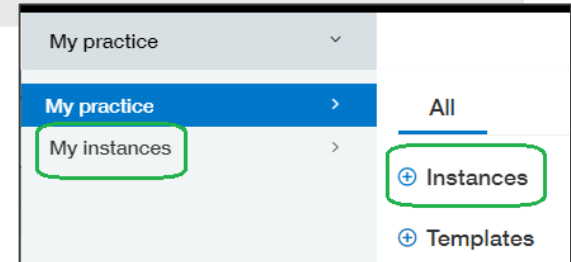 My practice
My practice
My instances
All
Instances
Templates